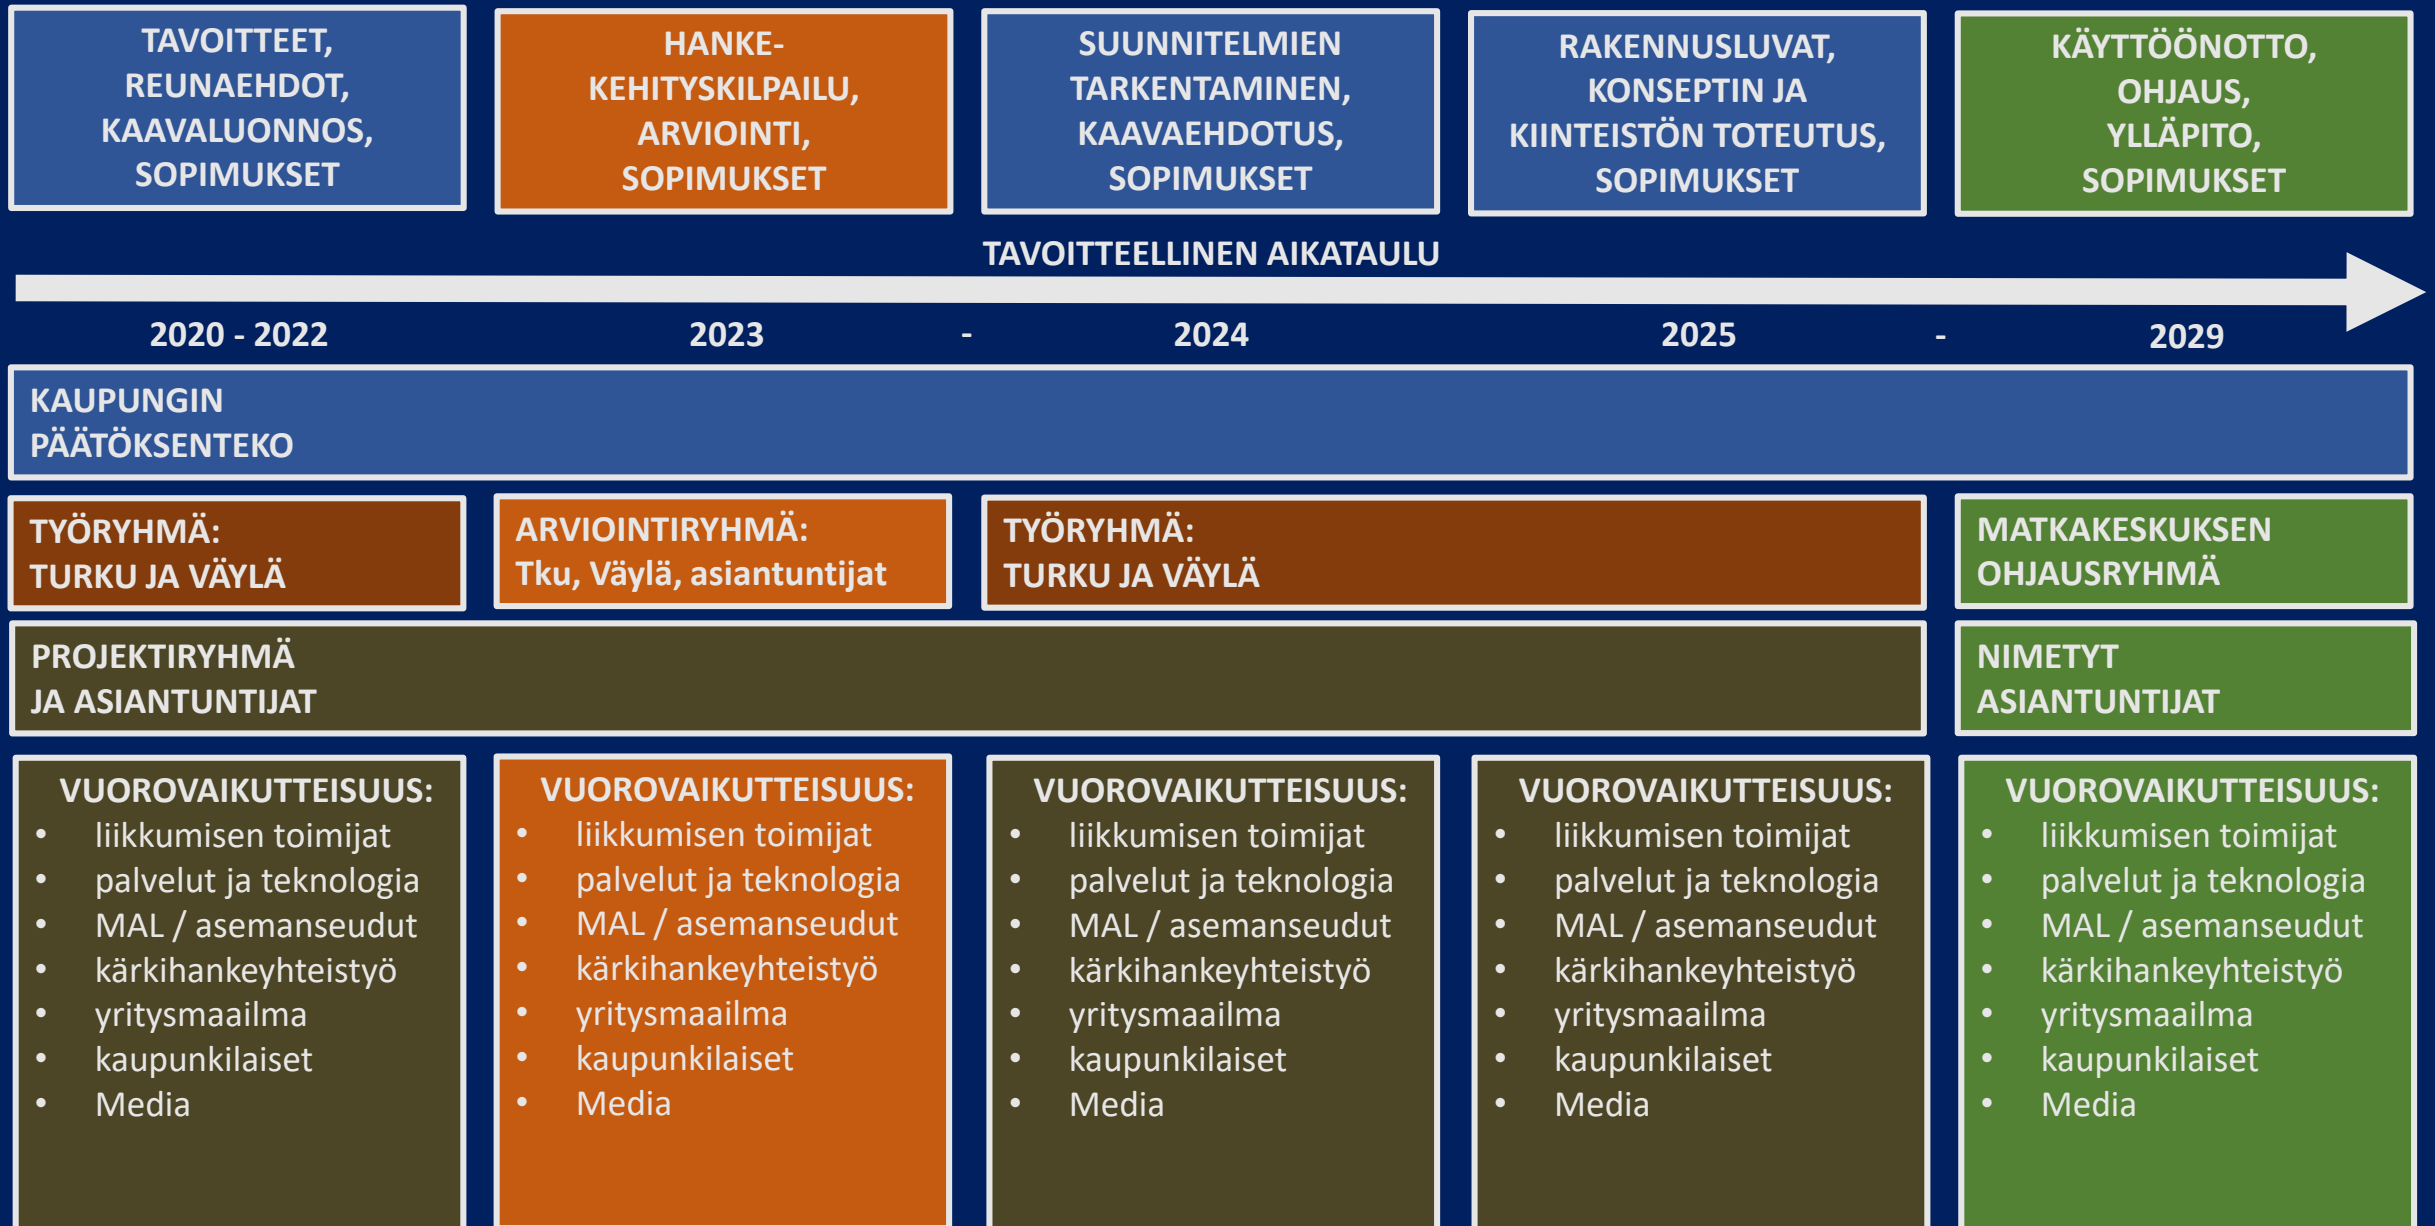 TAVOITTEET,
REUNAEHDOT,
KAAVALUONNOS,
SOPIMUKSET
HANKE-
KEHITYSKILPAILU,
ARVIOINTI,
SOPIMUKSET
SUUNNITELMIEN
TARKENTAMINEN,
KAAVAEHDOTUS,
SOPIMUKSET
RAKENNUSLUVAT,
KONSEPTIN JA
KIINTEISTÖN TOTEUTUS,
SOPIMUKSET
KÄYTTÖÖNOTTO,
OHJAUS,
YLLÄPITO,
SOPIMUKSET
TAVOITTEELLINEN AIKATAULU
2020 - 2022 2023 - 2024 2025 - 2029
KAUPUNGIN
PÄÄTÖKSENTEKO
TYÖRYHMÄ:
TURKU JA VÄYLÄ
ARVIOINTIRYHMÄ:
Tku, Väylä, asiantuntijat
TYÖRYHMÄ:
TURKU JA VÄYLÄ
MATKAKESKUKSEN
OHJAUSRYHMÄ
PROJEKTIRYHMÄ
JA ASIANTUNTIJAT
NIMETYT
ASIANTUNTIJAT
VUOROVAIKUTTEISUUS:
• liikkumisen toimijat
• palvelut ja teknologia
• MAL / asemanseudut
• kärkihankeyhteistyö
• yritysmaailma
• kaupunkilaiset
• Media
VUOROVAIKUTTEISUUS:
• liikkumisen toimijat
• palvelut ja teknologia
• MAL / asemanseudut
• kärkihankeyhteistyö
• yritysmaailma
• kaupunkilaiset
• Media
VUOROVAIKUTTEISUUS:
• liikkumisen toimijat
• palvelut ja teknologia
• MAL / asemanseudut
• kärkihankeyhteistyö
• yritysmaailma
• kaupunkilaiset
• Media
VUOROVAIKUTTEISUUS:
• liikkumisen toimijat
• palvelut ja teknologia
• MAL / asemanseudut
• kärkihankeyhteistyö
• yritysmaailma
• kaupunkilaiset
• Media
VUOROVAIKUTTEISUUS:
• liikkumisen toimijat
• palvelut ja teknologia
• MAL / asemanseudut
• kärkihankeyhteistyö
• yritysmaailma
• kaupunkilaiset
• Media